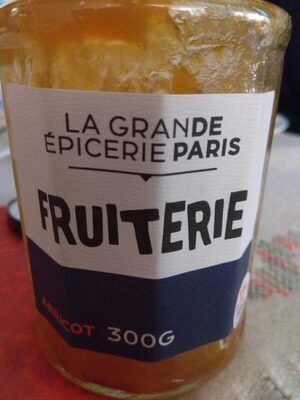 LA GRANDE
ÉPICERIE PARIS
FRUITERIE
ABRICOT 300G